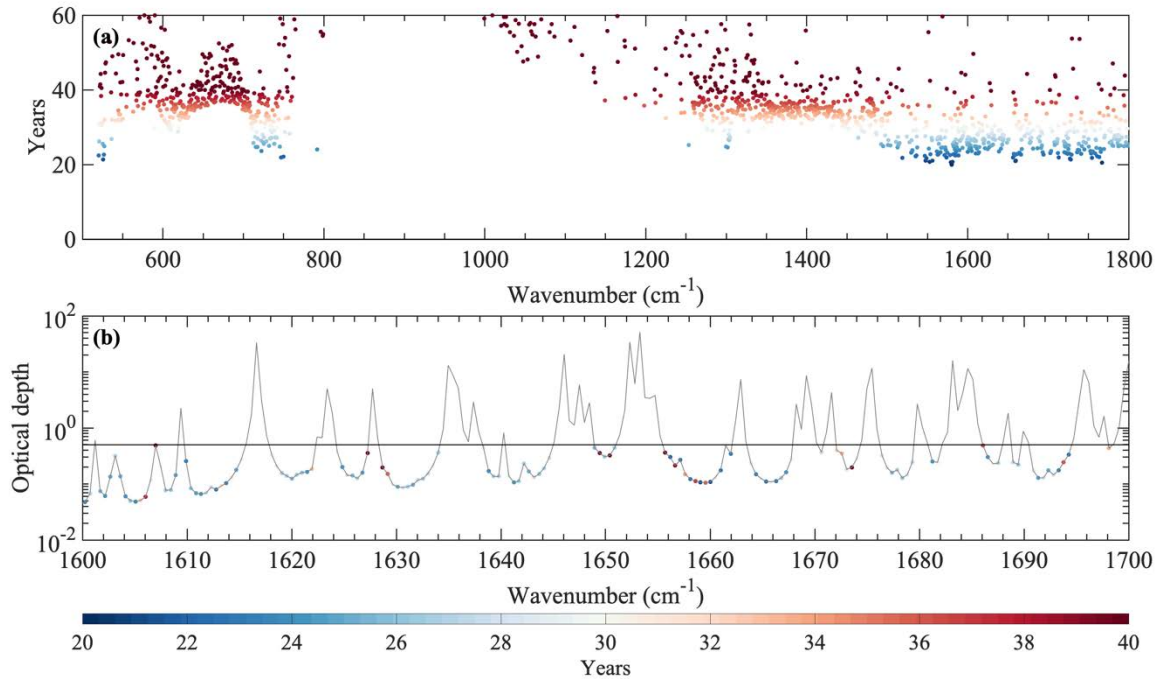 (a)
Years
60
40
20
0
600 800 1000 1200 1400 1600 1800
Wavenumber (cm⁻¹)
(b)
Optical depth
10²
10⁰
10⁻²
1600 1610 1620 1630 1640 1650 1660 1670 1680 1690 1700
Wavenumber (cm⁻¹)
20 22 24 26 28 30 32 34 36 38 40
Years